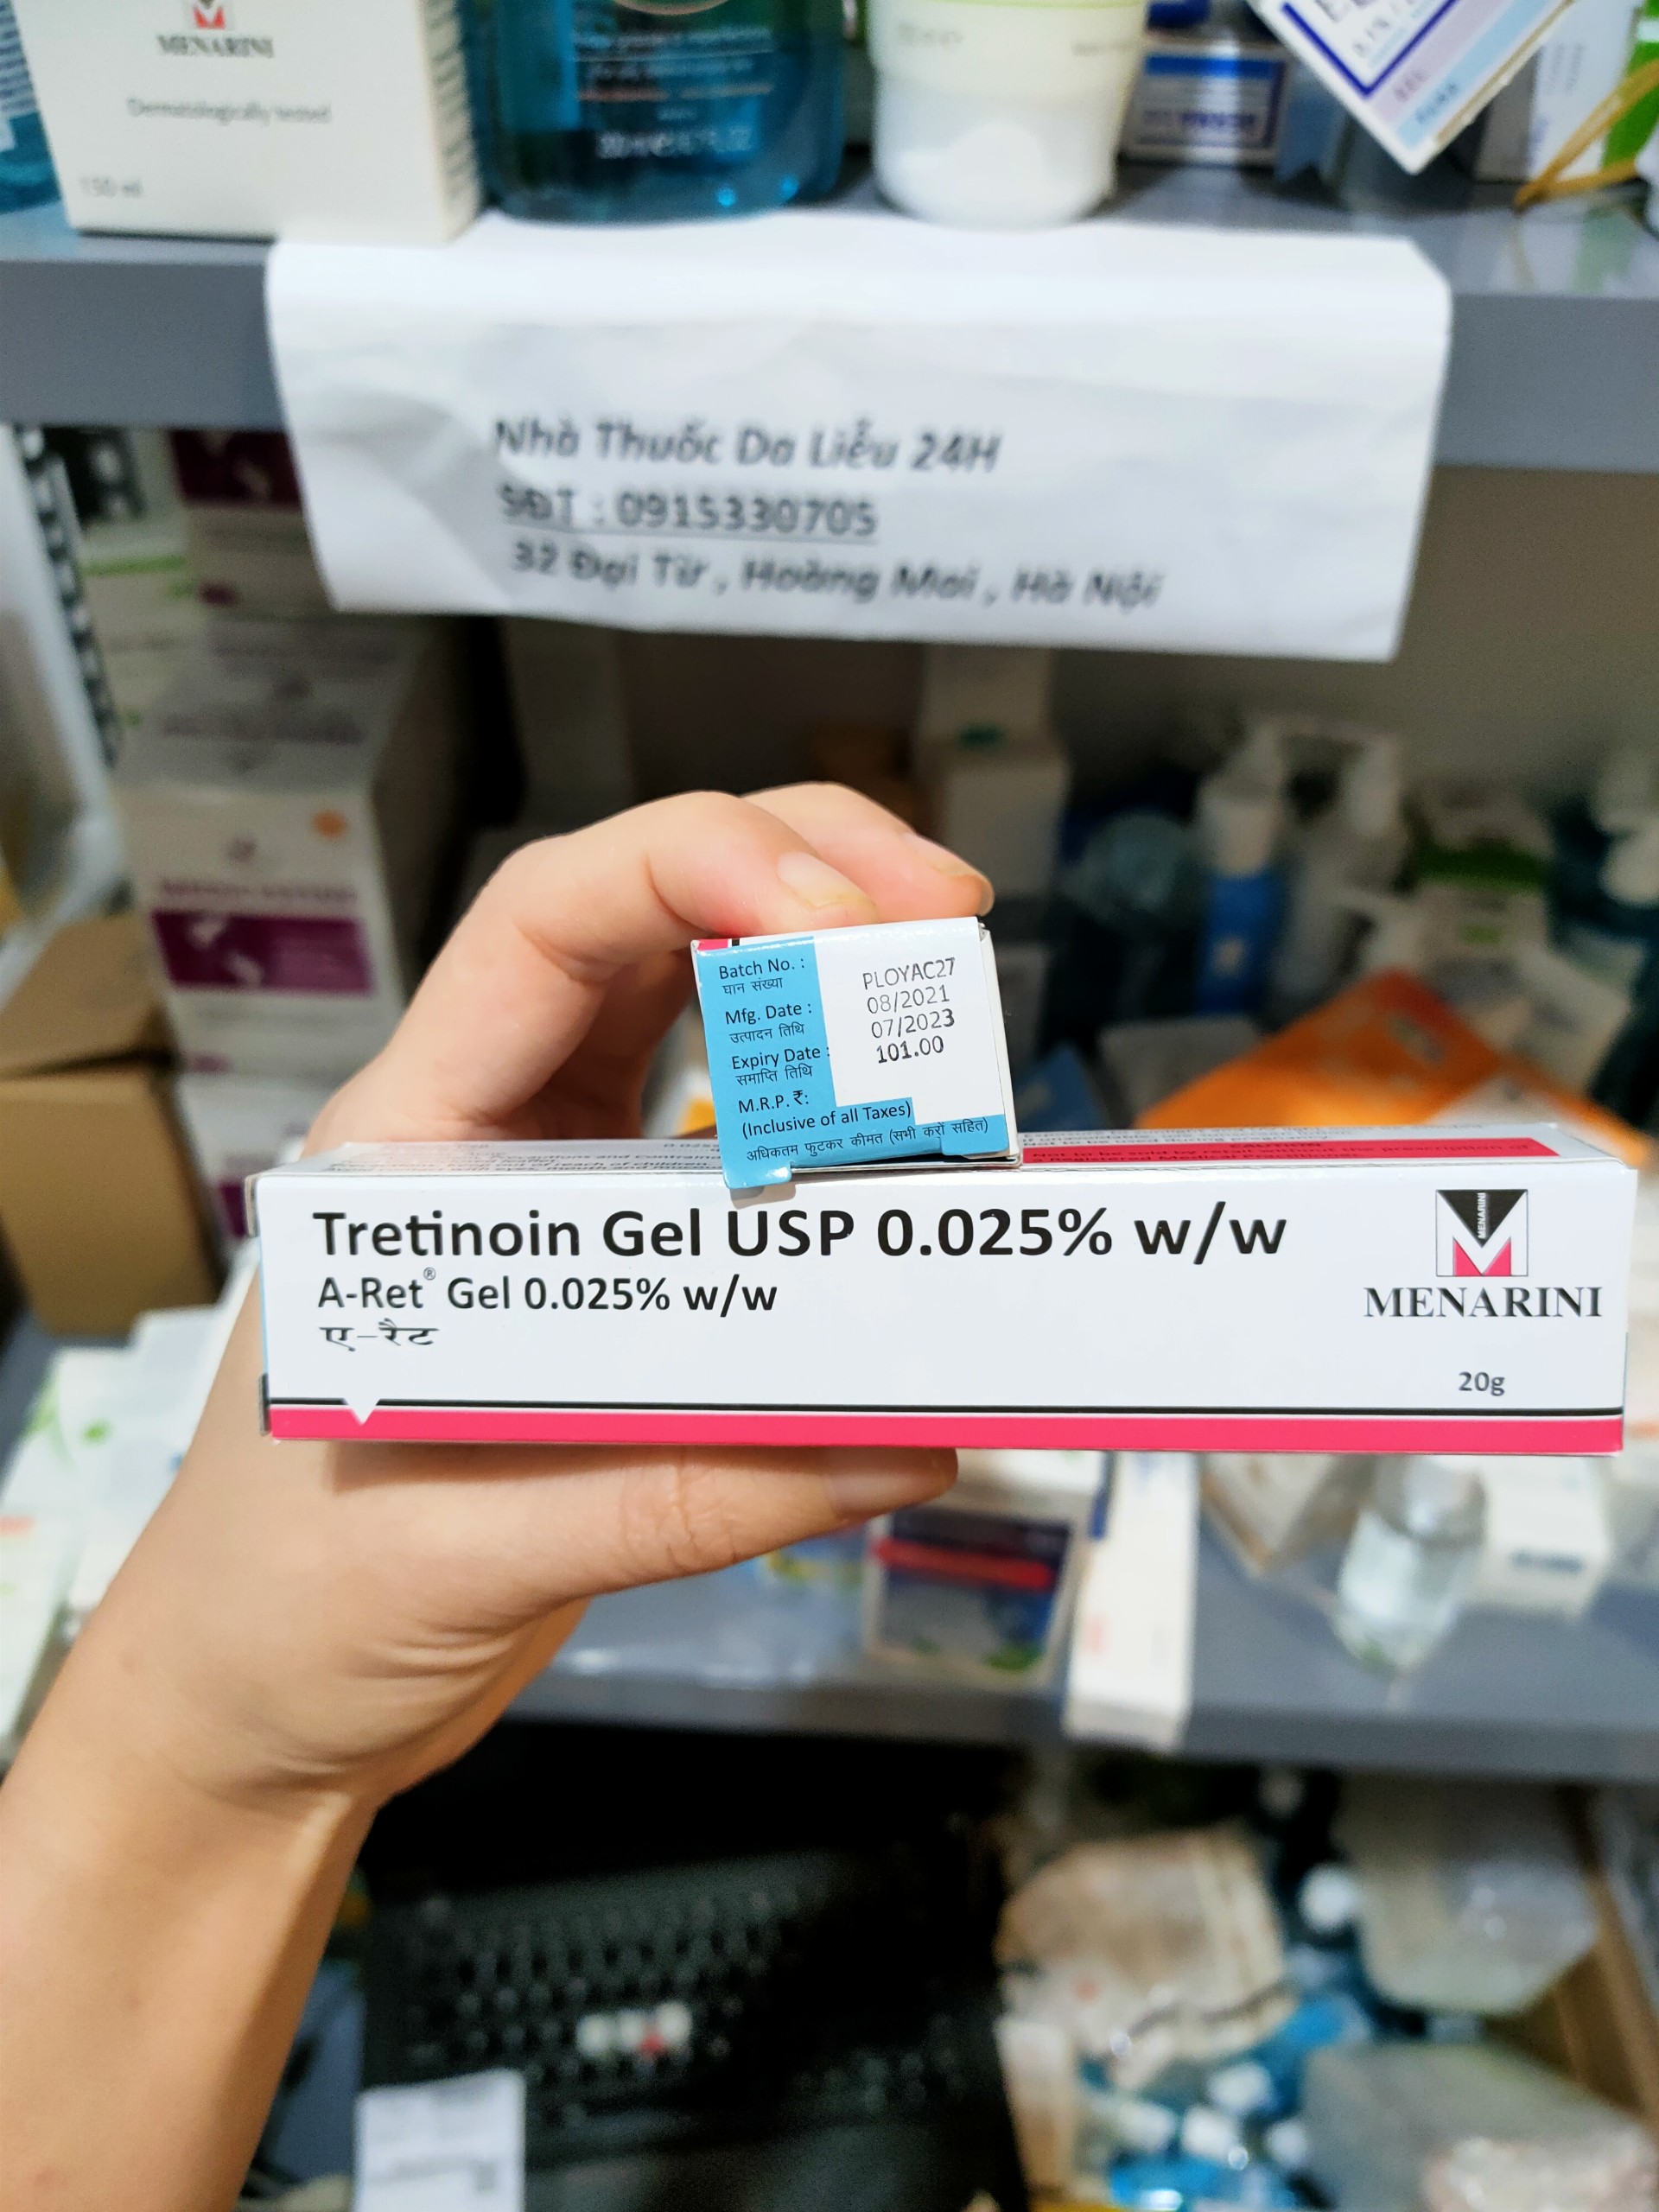 MENARINI
Dermatologically tested
150 ml
Nhà Thuốc Da Liễu 24H
SĐT : 0915330705
32 Đại Từ , Hoàng Mai , Hà Nội
Batch No. :
घान संख्या
PLOYAC27
Mfg. Date :
उत्पादन तिथि
08/2021
Expiry Date :
समाप्ति तिथि
07/2023
M.R.P. ₹:
101.00
(Inclusive of all Taxes)
अधिकतम फुटकर कीमत (सभी करों सहित)
Tretinoin Gel USP 0.025% w/w
A-Ret® Gel 0.025% w/w
ए-रैट
MENARINI
MENARINI
20g